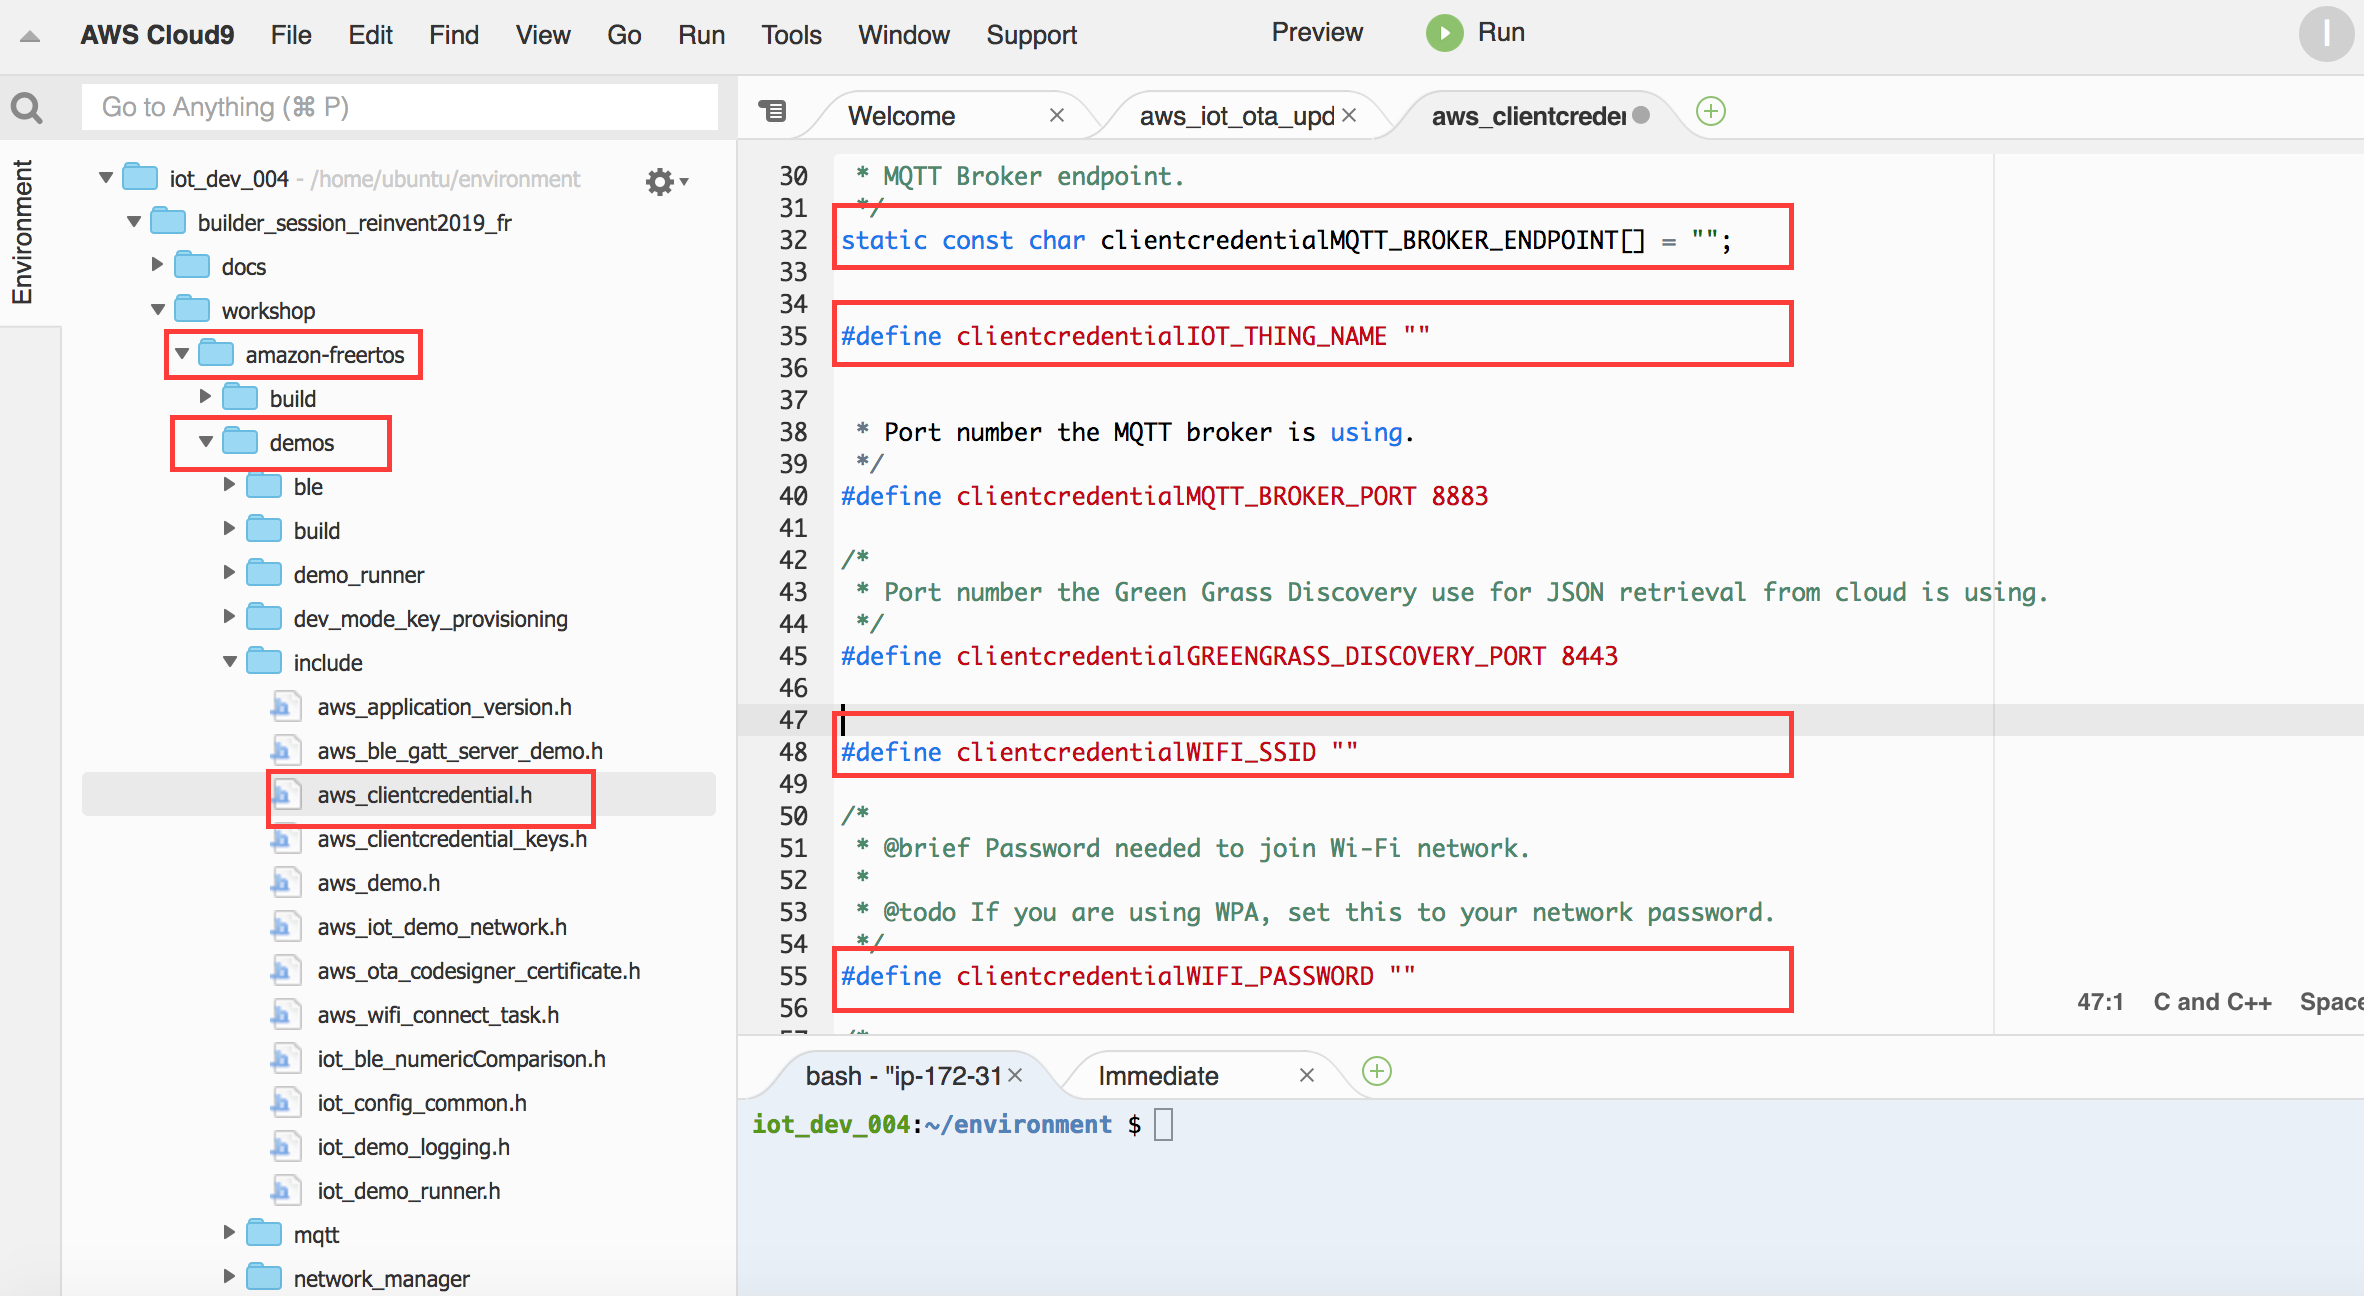 AWS Cloud9 File Edit Find View Go Run Tools Window Support Preview Run
Go to Anything (⌘ P)
Environment
iot_dev_004 - /home/ubuntu/environment
builder_session_reinvent2019_fr
docs
workshop
amazon-freertos
build
demos
ble
build
demo_runner
dev_mode_key_provisioning
include
aws_application_version.h
aws_ble_gatt_server_demo.h
aws_clientcredential.h
aws_clientcredential_keys.h
aws_demo.h
aws_iot_demo_network.h
aws_ota_codesigner_certificate.h
aws_wifi_connect_task.h
iot_ble_numericComparison.h
iot_config_common.h
iot_demo_logging.h
iot_demo_runner.h
mqtt
network_manager
Welcome × aws_iot_ota_upd × aws_clientcreder
30 * MQTT Broker endpoint.
31 */
32 static const char clientcredentialMQTT_BROKER_ENDPOINT[] = "";
33
34
35 #define clientcredentialIOT_THING_NAME ""
36
37
38 * Port number the MQTT broker is using.
39 */
40 #define clientcredentialMQTT_BROKER_PORT 8883
41
42 /*
43 * Port number the Green Grass Discovery use for JSON retrieval from cloud is using.
44 */
45 #define clientcredentialGREENGRASS_DISCOVERY_PORT 8443
46
47
48 #define clientcredentialWIFI_SSID ""
49
50 /*
51 * @brief Password needed to join Wi-Fi network.
52 *
53 * @todo If you are using WPA, set this to your network password.
54 */
55 #define clientcredentialWIFI_PASSWORD ""
56
57 /*
47:1 C and C++ Space
bash - "ip-172-31 × Immediate ×
iot_dev_004:~/environment $